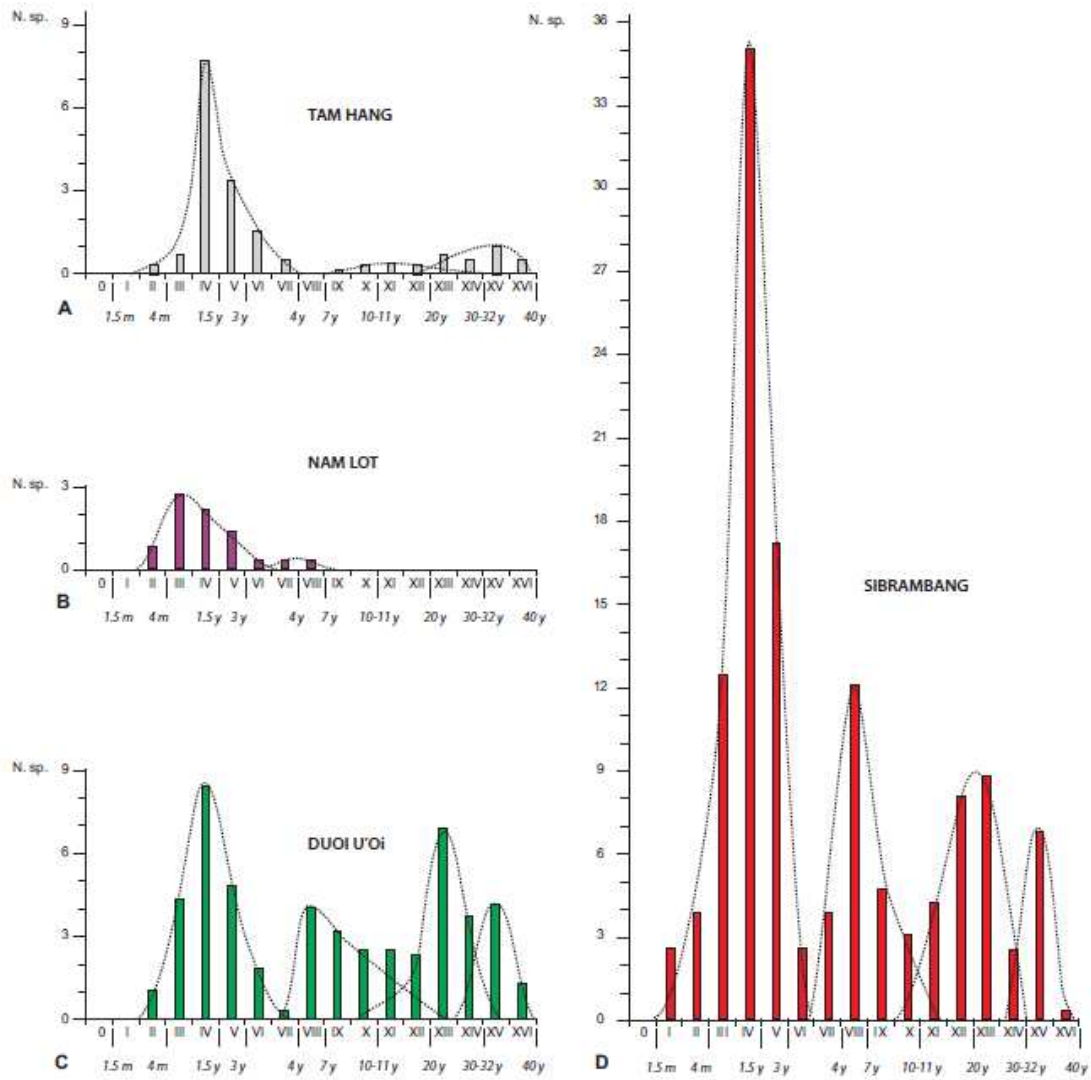 N. sp.
9
6
3
0
TAM HANG
0 I II III IV V VI VII VIII IX X XI XII XIII XIV XV XVI
A
1.5 m 4 m 1.5 y 3 y 4 y 7 y 10-11 y 20 y 30-32 y 40 y
NAM LOT
N. sp.
3
0
0 I II III IV V VI VII VIII IX X XI XII XIII XIV XV XVI
B
1.5 m 4 m 1.5 y 3 y 4 y 7 y 10-11 y 20 y 30-32 y 40 y
N. sp.
9
6
3
0
DUOI U'Oi
0 I II III IV V VI VII VIII IX X XI XII XIII XIV XV XVI
C
1.5 m 4 m 1.5 y 3 y 4 y 7 y 10-11 y 20 y 30-32 y 40 y
N. sp.
36
33
30
27
24
21
18
15
12
9
6
3
0
SIBRAMBANG
0 I II III IV V VI VII VIII IX X XI XII XIII XIV XV XVI
D
1.5 m 4 m 1.5 y 3 y 4 y 7 y 10-11 y 20 y 30-32 y 40 y